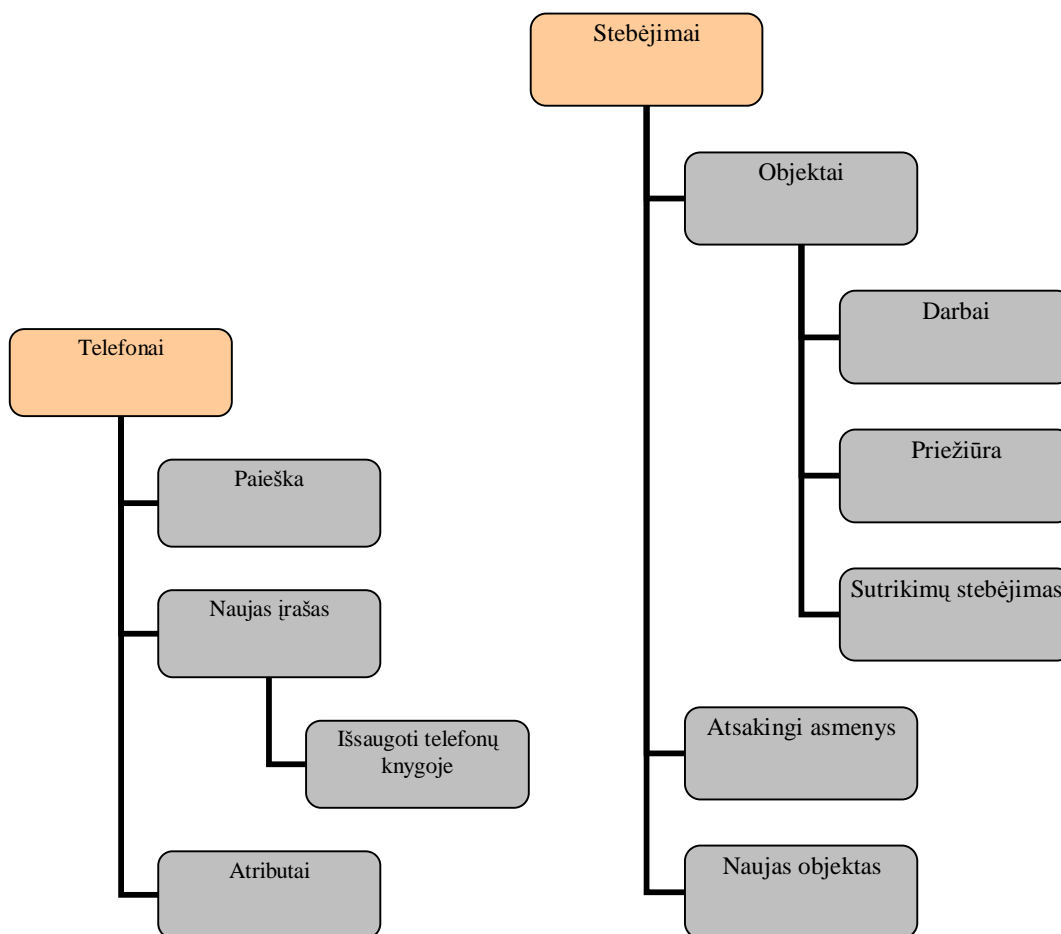 Telefonai
Paieška
Naujas įrašas
Išsaugoti telefonų
knygoje
Atributai
Stebėjimai
Objektai
Darbai
Priežiūra
Sutrikimų stebėjimas
Atsakingi asmenys
Naujas objektas